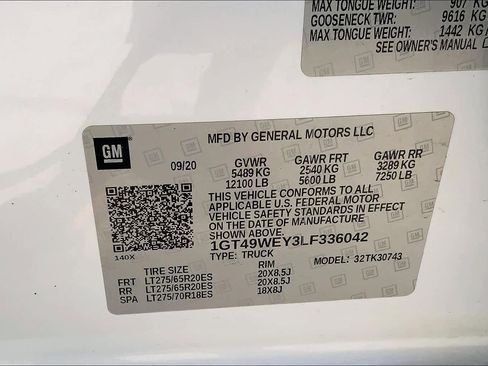 MAX TONGUE WEIGHT: 907 KG
GOOSENECK TWR: 9616 KG
MAX TONGUE WEIGHT: 1442 KG
SEE OWNER'S MANUAL
GM
MFD BY GENERAL MOTORS LLC
09/20 GVWR GAWR FRT GAWR RR
5489 KG 2540 KG 3289 KG
12100 LB 5600 LB 7250 LB
THIS VEHICLE CONFORMS TO ALL
APPLICABLE U.S. FEDERAL MOTOR
VEHICLE SAFETY STANDARDS IN
EFFECT ON THE DATE OF MANUFACTURE
SHOWN ABOVE.
1GT49WEY3LF336042
140X TYPE: TRUCK MODEL: 32TK30743
TIRE SIZE RIM
FRT LT275/65R20ES 20X8.5J
RR LT275/65R20ES 20X8.5J
SPA LT275/70R18ES 18X8J